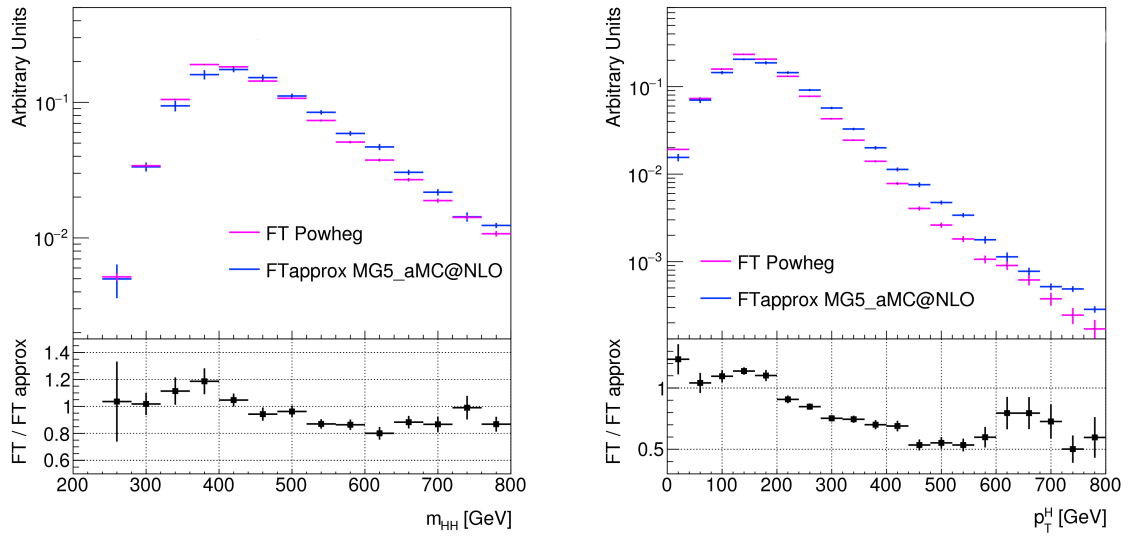 Arbitrary Units
10⁻¹
10⁻²
FT Powheg
FTapprox MG5_aMC@NLO
FT / FT approx
1.4
1.2
1
0.8
0.6
200 300 400 500 600 700 800
m_HH [GeV]
Arbitrary Units
10⁻¹
10⁻²
10⁻³
FT Powheg
FTapprox MG5_aMC@NLO
FT / FT approx
1
0.5
0 100 200 300 400 500 600 700 800
p_T^H [GeV]